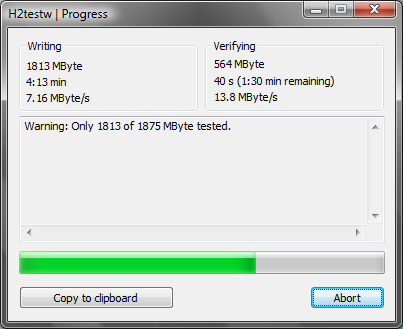 H2testw | Progress
Writing
1813 MByte
4:13 min
7.16 MByte/s
Verifying
564 MByte
40 s (1:30 min remaining)
13.8 MByte/s
Warning: Only 1813 of 1875 MByte tested.
Copy to clipboard
Abort